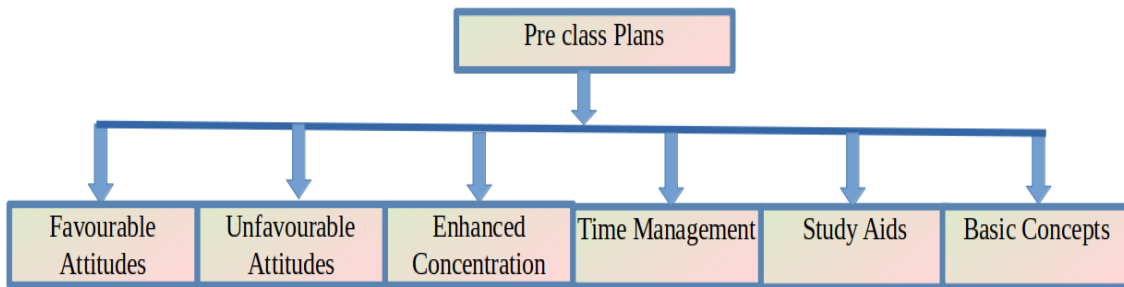 Pre class Plans
Favourable
Attitudes
Unfavourable
Attitudes
Enhanced
Concentration
Time Management
Study Aids
Basic Concepts